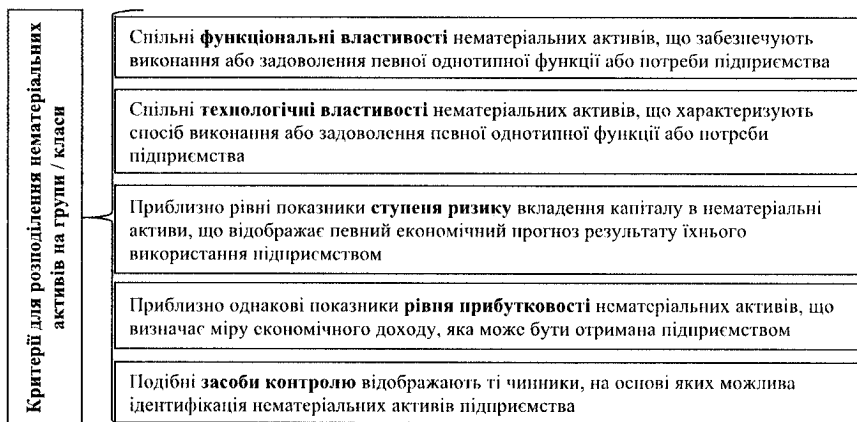 Критерії для розподілення нематеріальних
активів на групи / класи
Спільні функціональні властивості нематеріальних активів, що забезпечують
виконання або задоволення певної однотипної функції або потреби підприємства
Спільні технологічні властивості нематеріальних активів, що характеризують
спосіб виконання або задоволення певної однотипної функції або потреби
підприємства
Приблизно рівні показники ступеня ризику вкладення капіталу в нематеріальні
активи, що відображає певний економічний прогноз результату їхнього
використання підприємством
Приблизно однакові показники рівня прибутковості нематеріальних активів, що
визначає міру економічного доходу, яка може бути отримана підприємством
Подібні засоби контролю відображають ті чинники, на основі яких можлива
ідентифікація нематеріальних активів підприємства